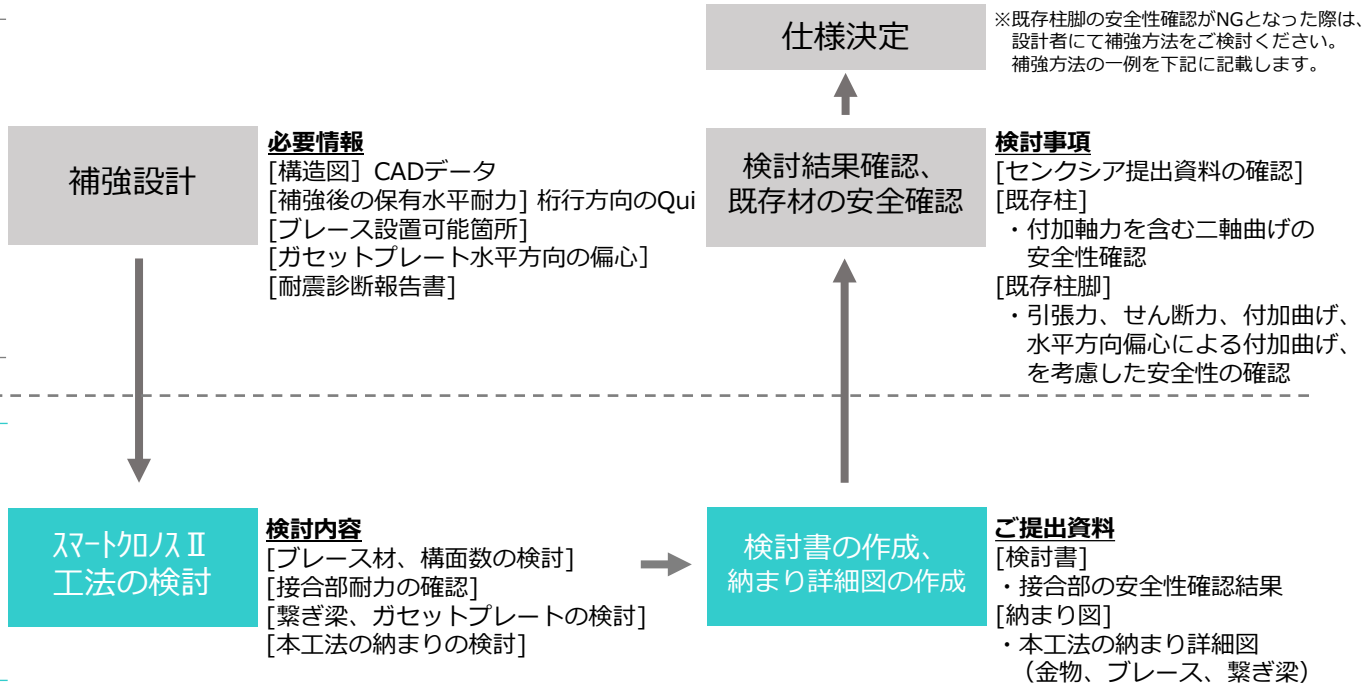 仕様決定
※既存柱脚の安全性確認がNGとなった際は、
設計者にて補強方法をご検討ください。
補強方法の一例を下記に記載します。
補強設計
必要情報
[構造図] CADデータ
[補強後の保有水平耐力] 桁行方向のQui
[ブレース設置可能箇所]
[ガセットプレート水平方向の偏心]
[耐震診断報告書]
検討結果確認、
既存材の安全確認
検討事項
[センクシア提出資料の確認]
[既存柱]
・付加軸力を含む二軸曲げの
安全性確認
[既存柱脚]
・引張力、せん断力、付加曲げ、
水平方向偏心による付加曲げ、
を考慮した安全性の確認
ｽﾏｰﾄｸﾛﾉｽⅡ
工法の検討
検討内容
[ブレース材、構面数の検討]
[接合部耐力の確認]
[繋ぎ梁、ガセットプレートの検討]
[本工法の納まりの検討]
検討書の作成、
納まり詳細図の作成
ご提出資料
[検討書]
・接合部の安全性確認結果
[納まり図]
・本工法の納まり詳細図
（金物、ブレース、繋ぎ梁）